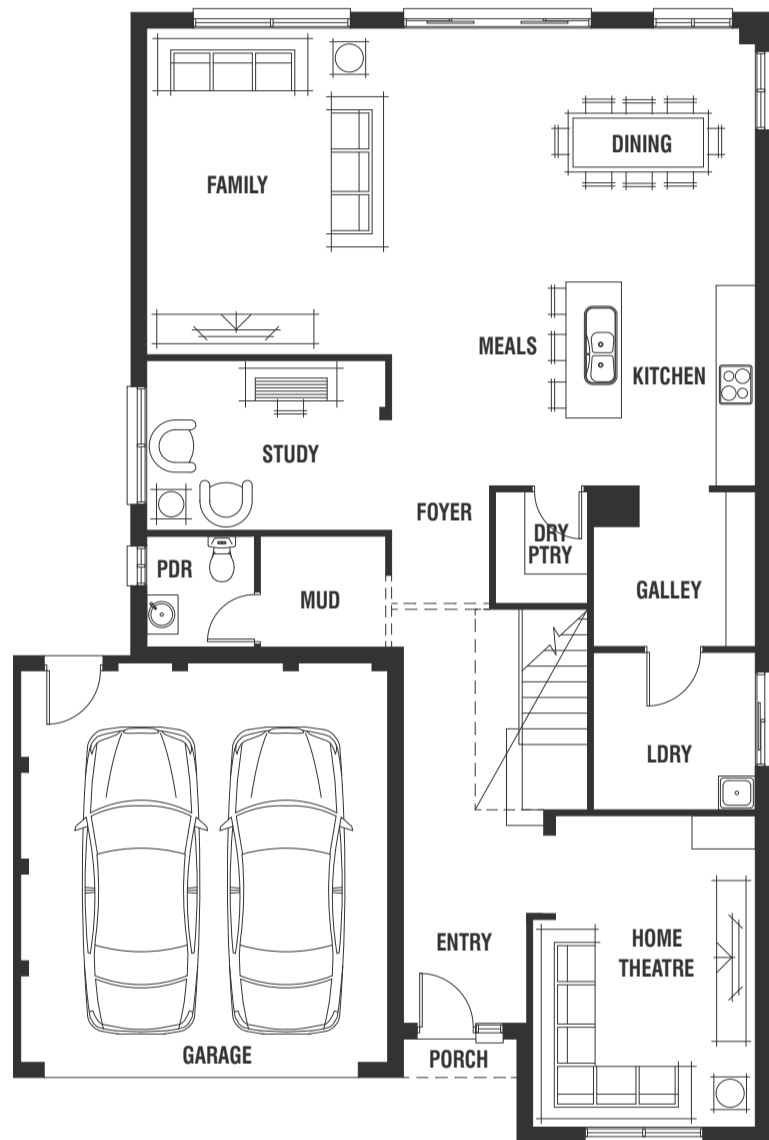 DINING
FAMILY
MEALS
KITCHEN
STUDY
FOYER
DRY
PTRY
PDR
MUD
GALLEY
LDRY
ENTRY
HOME
THEATRE
GARAGE
PORCH